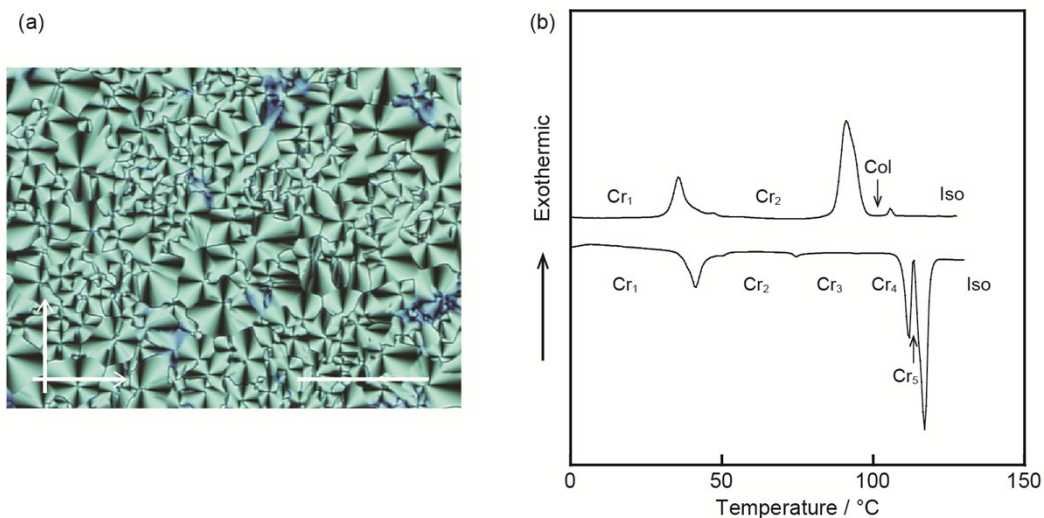 (a)
(b)
Exothermic
Cr₁
Cr₂
Col
Iso
Cr₁
Cr₂
Cr₃
Cr₄
Cr₅
Iso
0
50
100
150
Temperature / °C